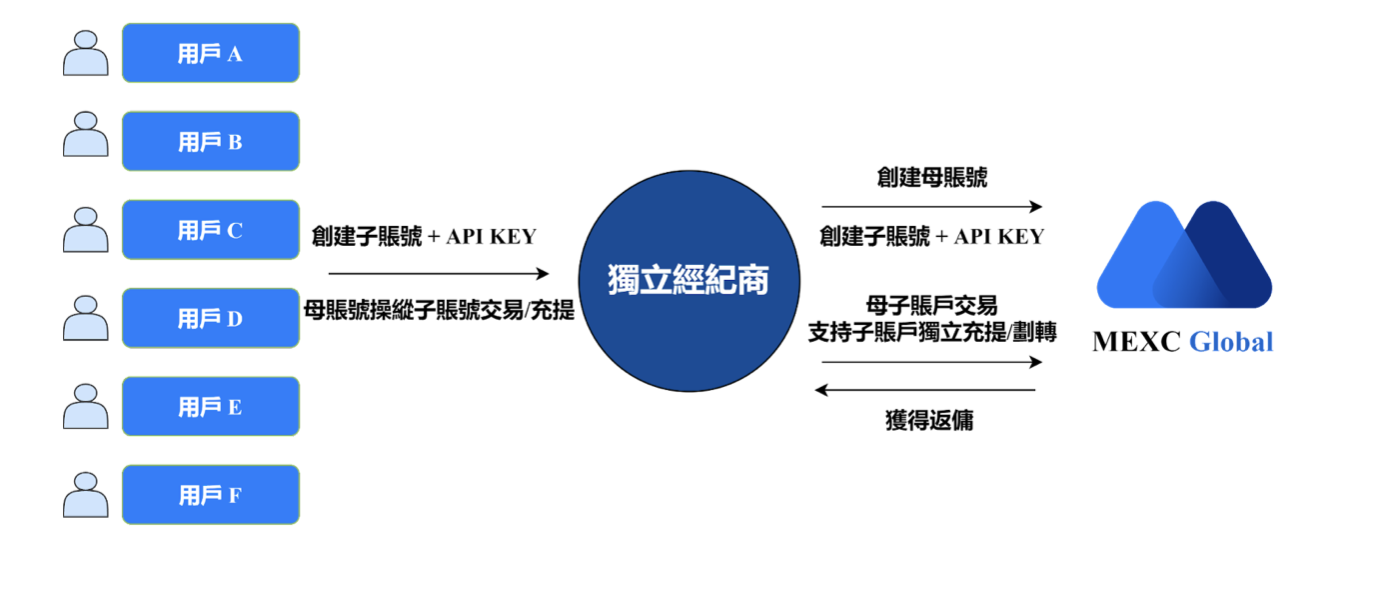 用戶 A
用戶 B
用戶 C
用戶 D
用戶 E
用戶 F
創建子賬號 + API KEY
母賬號操縱子賬號交易/充提
獨立經紀商
創建母賬號
創建子賬號 + API KEY
母子賬戶交易
支持子賬戶獨立充提/劃轉
獲得返傭
MEXC Global